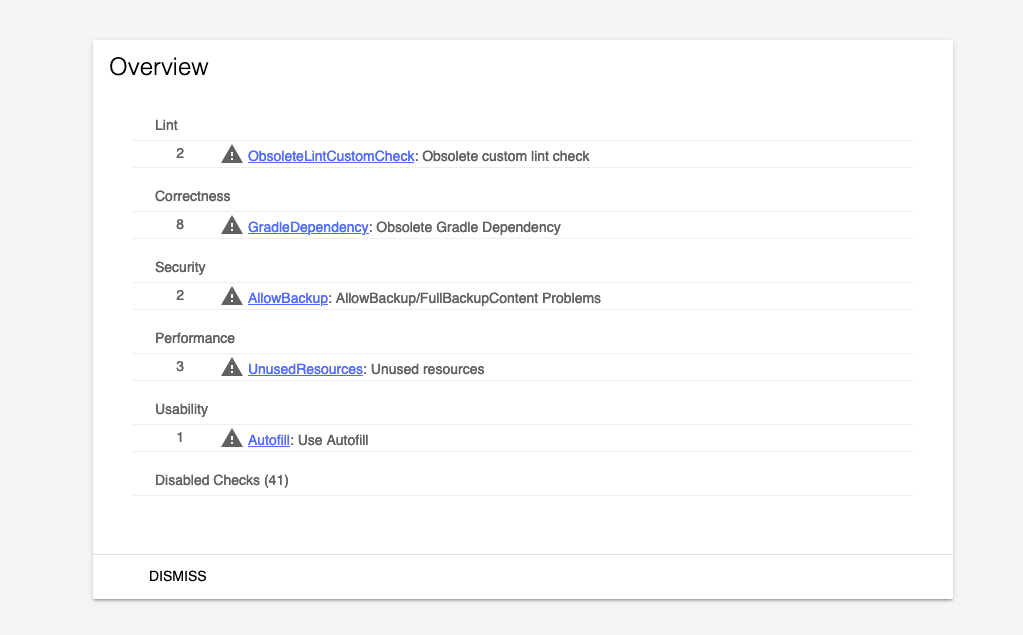 Overview
Lint
2 ObsoleteLintCustomCheck: Obsolete custom lint check
Correctness
8 GradleDependency: Obsolete Gradle Dependency
Security
2 AllowBackup: AllowBackup/FullBackupContent Problems
Performance
3 UnusedResources: Unused resources
Usability
1 Autofill: Use Autofill
Disabled Checks (41)
DISMISS